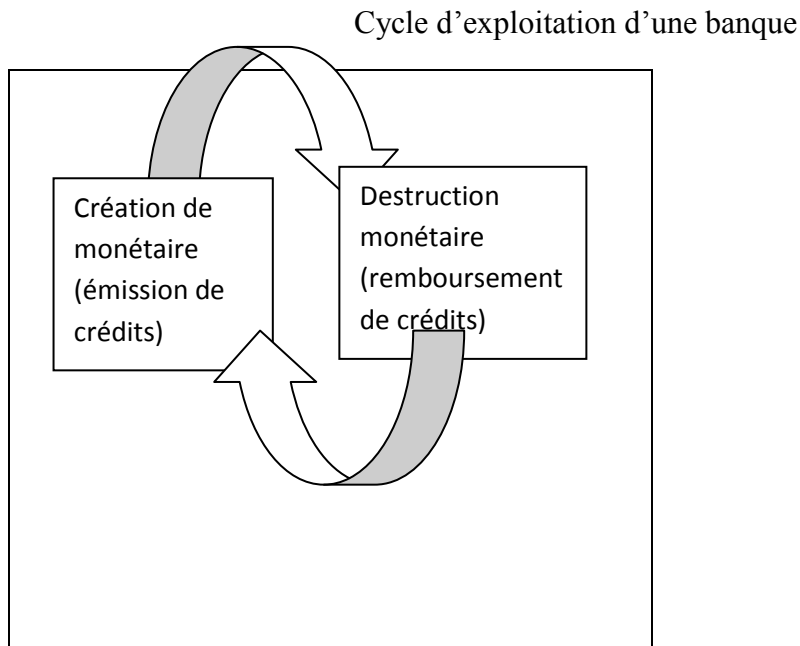 Cycle d’exploitation d’une banque
Création de
monétaire
(émission de
crédits)
Destruction
monétaire
(remboursement
de crédits)